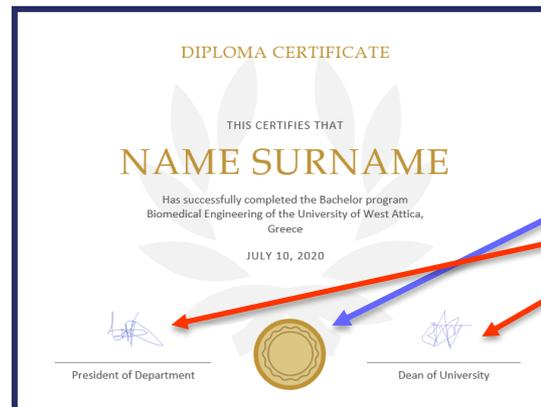 DIPLOMA CERTIFICATE
THIS CERTIFIES THAT
NAME SURNAME
Has successfully completed the Bachelor program
Biomedical Engineering of the University of West Attica,
Greece
JULY 10, 2020
President of Department
Dean of University